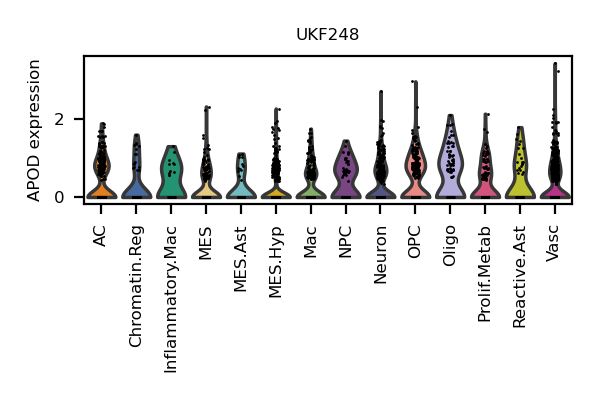 UKF248
APOD expression
2
0
AC
Chromatin.Reg
Inflammatory.Mac
MES
MES.Ast
MES.Hyp
Mac
NPC
Neuron
OPC
Oligo
Prolif.Metab
Reactive.Ast
Vasc